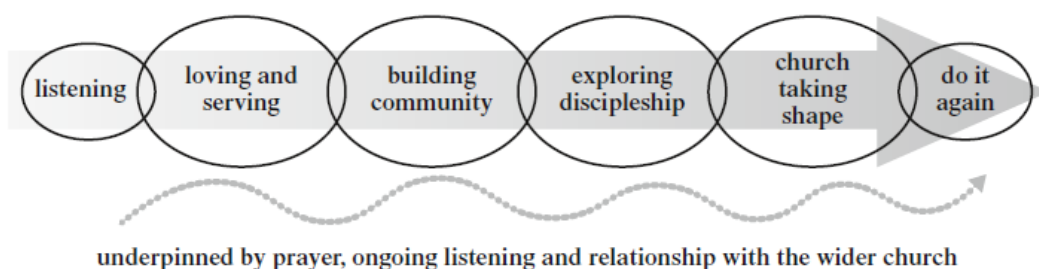 listening
loving and
serving
building
community
exploring
discipleship
church
taking
shape
do it
again
underpinned by prayer, ongoing listening and relationship with the wider church